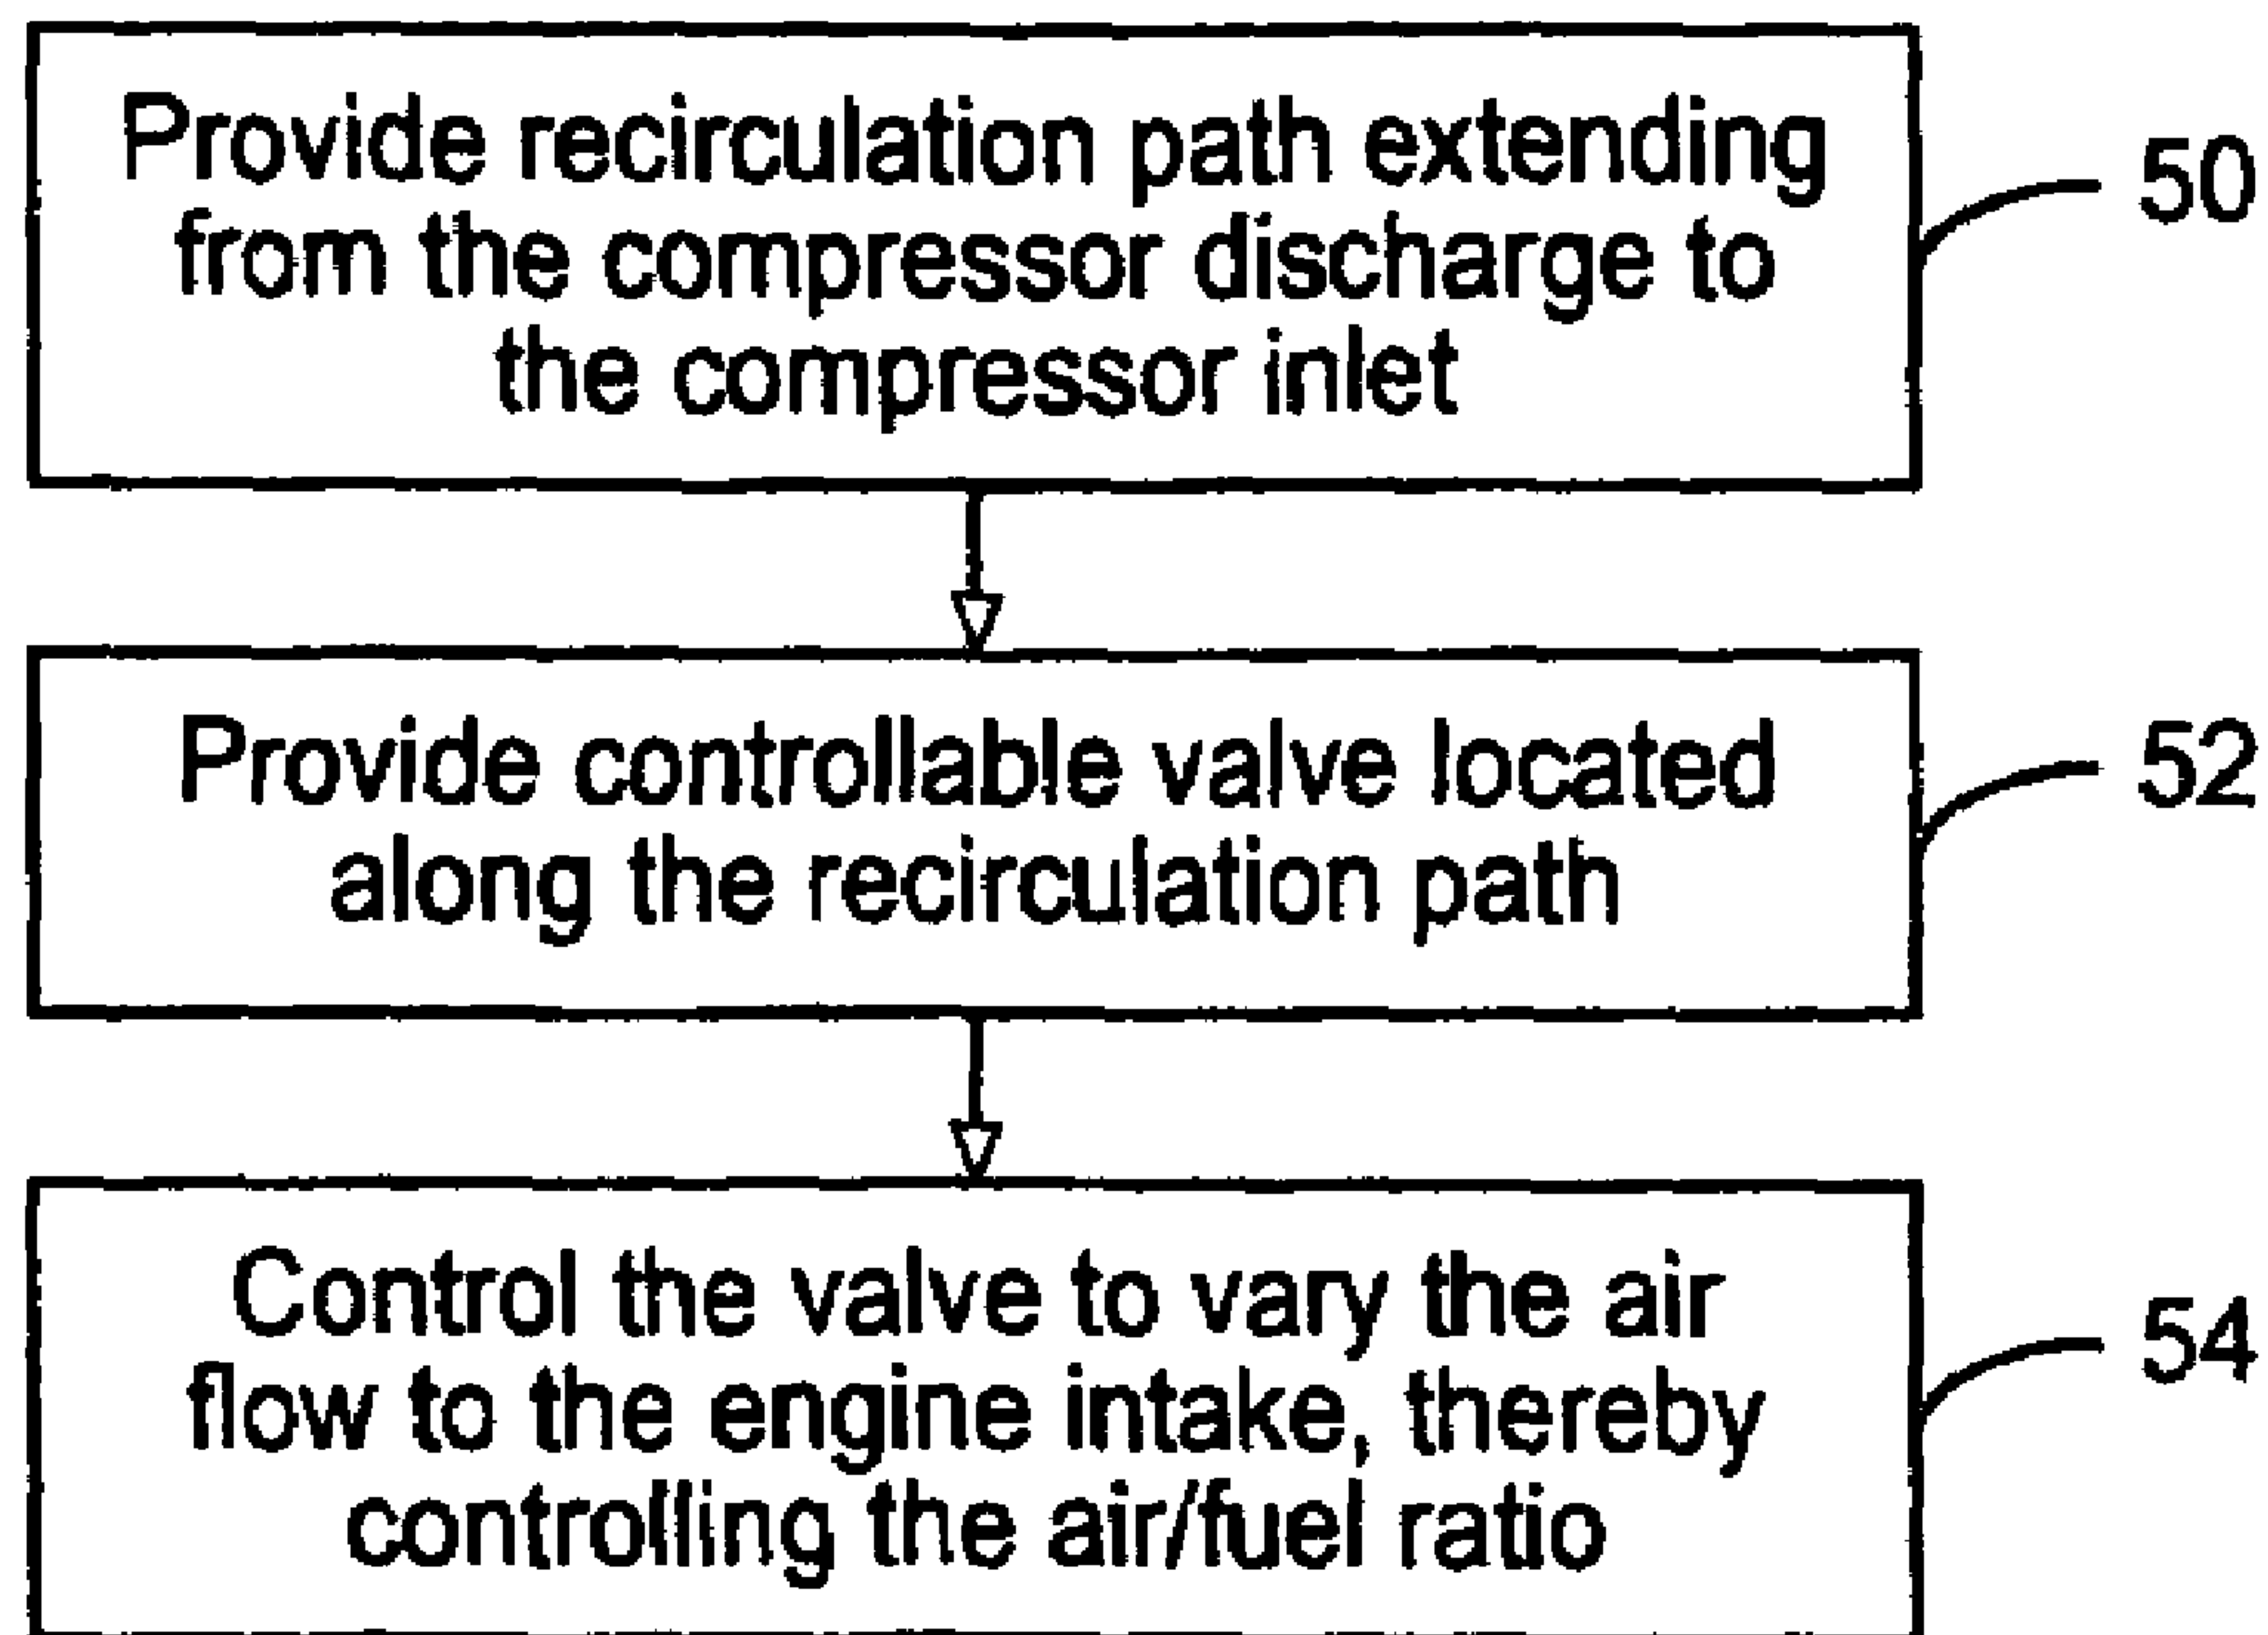 Provide recirculation path extending
from the compressor discharge to
the compressor inlet
50
Provide controllable valve located
along the recirculation path
52
Control the valve to vary the air
flow to the engine intake, thereby
controlling the air/fuel ratio
54